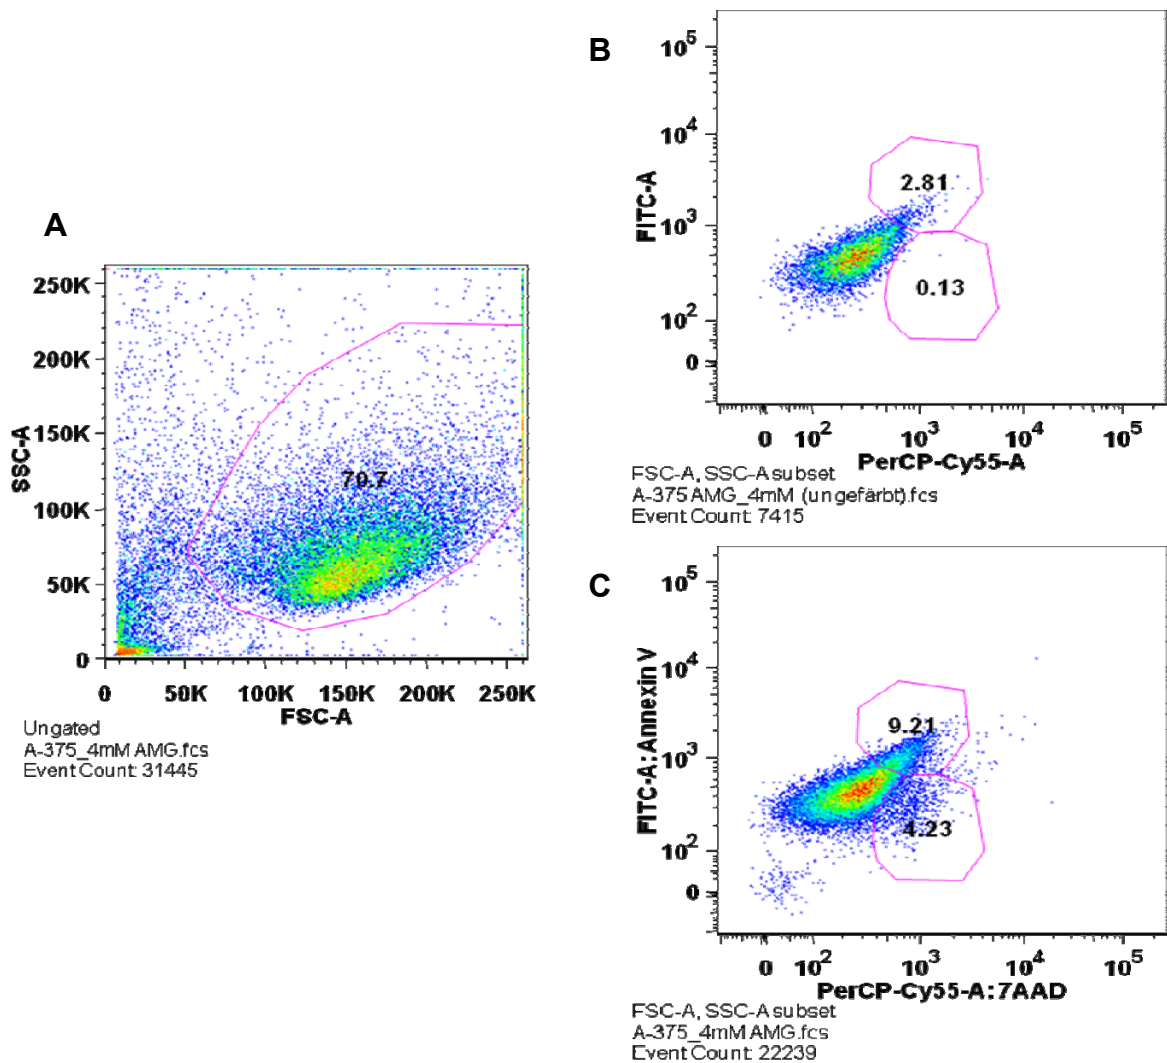 A
250K
200K
150K
100K
50K
0
SSC-A
70.7
0 50K 100K 150K 200K 250K
FSC-A
Ungated
A-375_4mM AMG.fcs
Event Count: 31445
B
10^5
10^4
10^3
10^2
0
FITC-A
2.81
0.13
0 10^2 10^3 10^4 10^5
PerCP-Cy55-A
FSC-A, SSC-A subset
A-375 AMG_4mM (ungefärbt).fcs
Event Count: 7415
C
10^5
10^4
10^3
10^2
0
FITC-A:Annexin V
9.21
4.23
0 10^2 10^3 10^4 10^5
PerCP-Cy55-A:7AAD
FSC-A, SSC-A subset
A-375_4mM AMG.fcs
Event Count: 22239